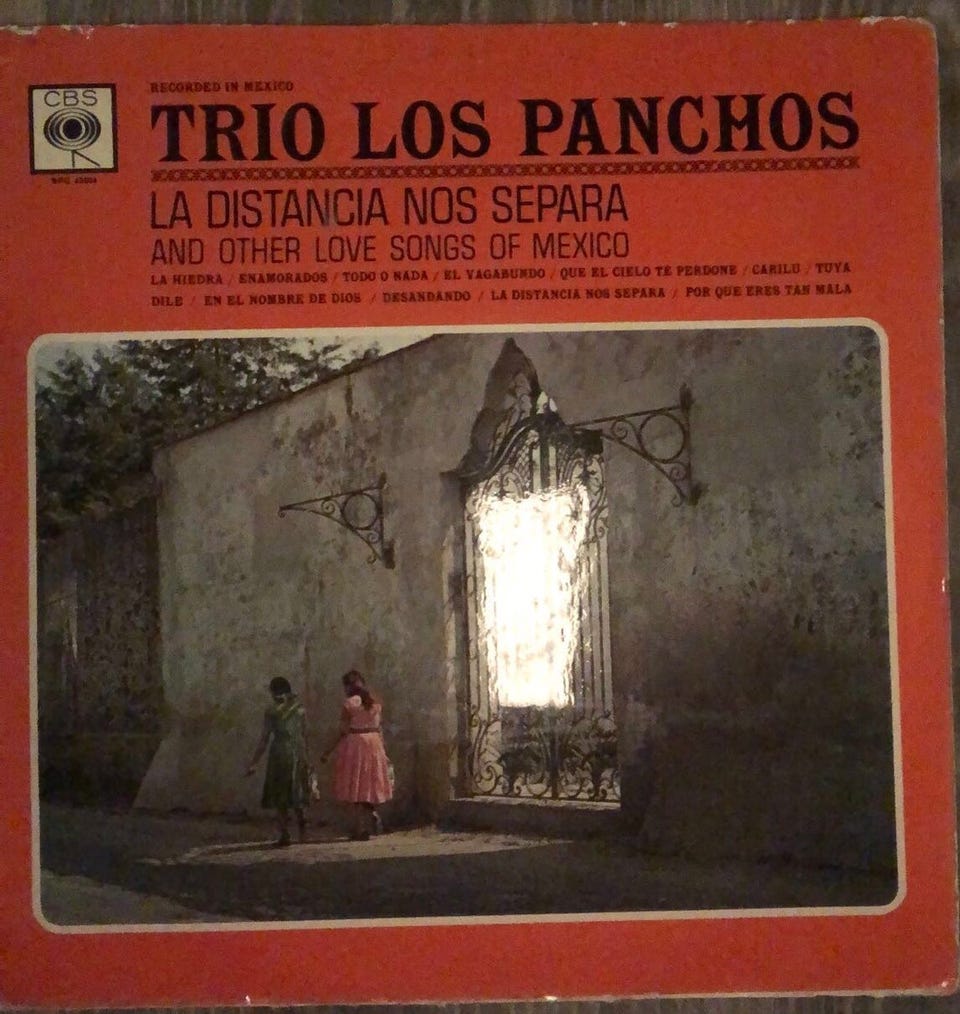 CBS
RECORDED IN MEXICO
TRIO LOS PANCHOS
LA DISTANCIA NOS SEPARA
AND OTHER LOVE SONGS OF MEXICO
LA HIEDRA / ENAMORADOS / TODO O NADA / EL VAGABUNDO / QUE EL CIELO TE PERDONE / CARILU / TUYA
DILE / EN EL NOMBRE DE DIOS / DESANDANDO / LA DISTANCIA NOS SEPARA / POR QUE ERES TAN MALA